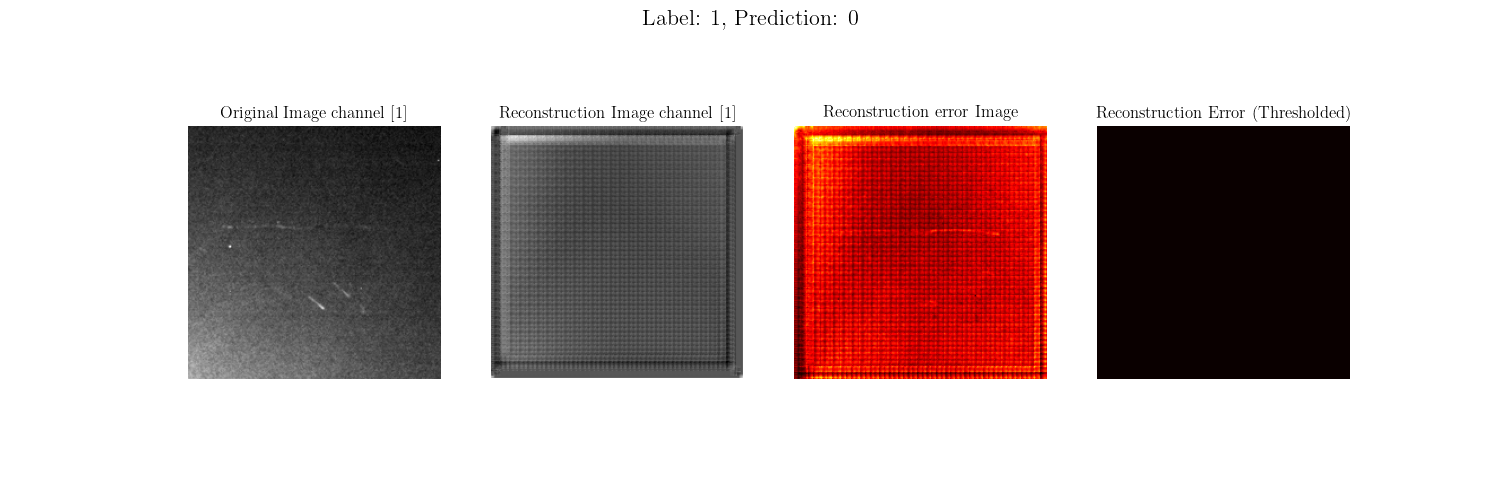 Label: 1, Prediction: 0
Original Image channel [1]
Reconstruction Image channel [1]
Reconstruction error Image
Reconstruction Error (Thresholded)